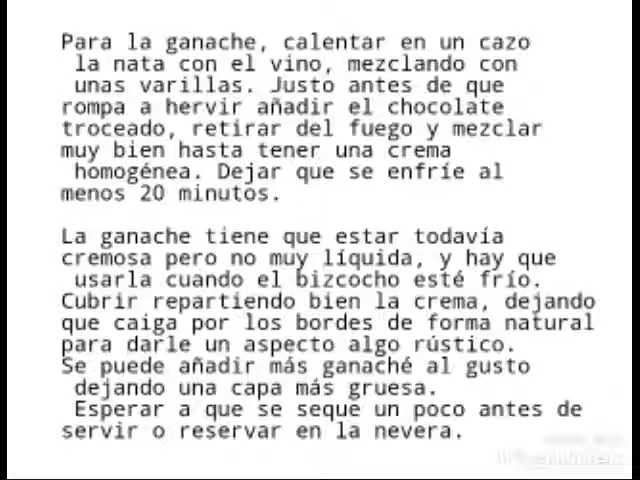 Para la ganache, calentar en un cazo
la nata con el vino, mezclando con
unas varillas. Justo antes de que
rompa a hervir añadir el chocolate
troceado, retirar del fuego y mezclar
muy bien hasta tener una crema
homogénea. Dejar que se enfríe al
menos 20 minutos.

La ganache tiene que estar todavía
cremosa pero no muy líquida, y hay que
usarla cuando el bizcocho esté frío.
Cubrir repartiendo bien la crema, dejando
que caiga por los bordes de forma natural
para darle un aspecto algo rústico.
Se puede añadir más ganaché al gusto
dejando una capa más gruesa.
Esperar a que se seque un poco antes de
servir o reservar en la nevera.